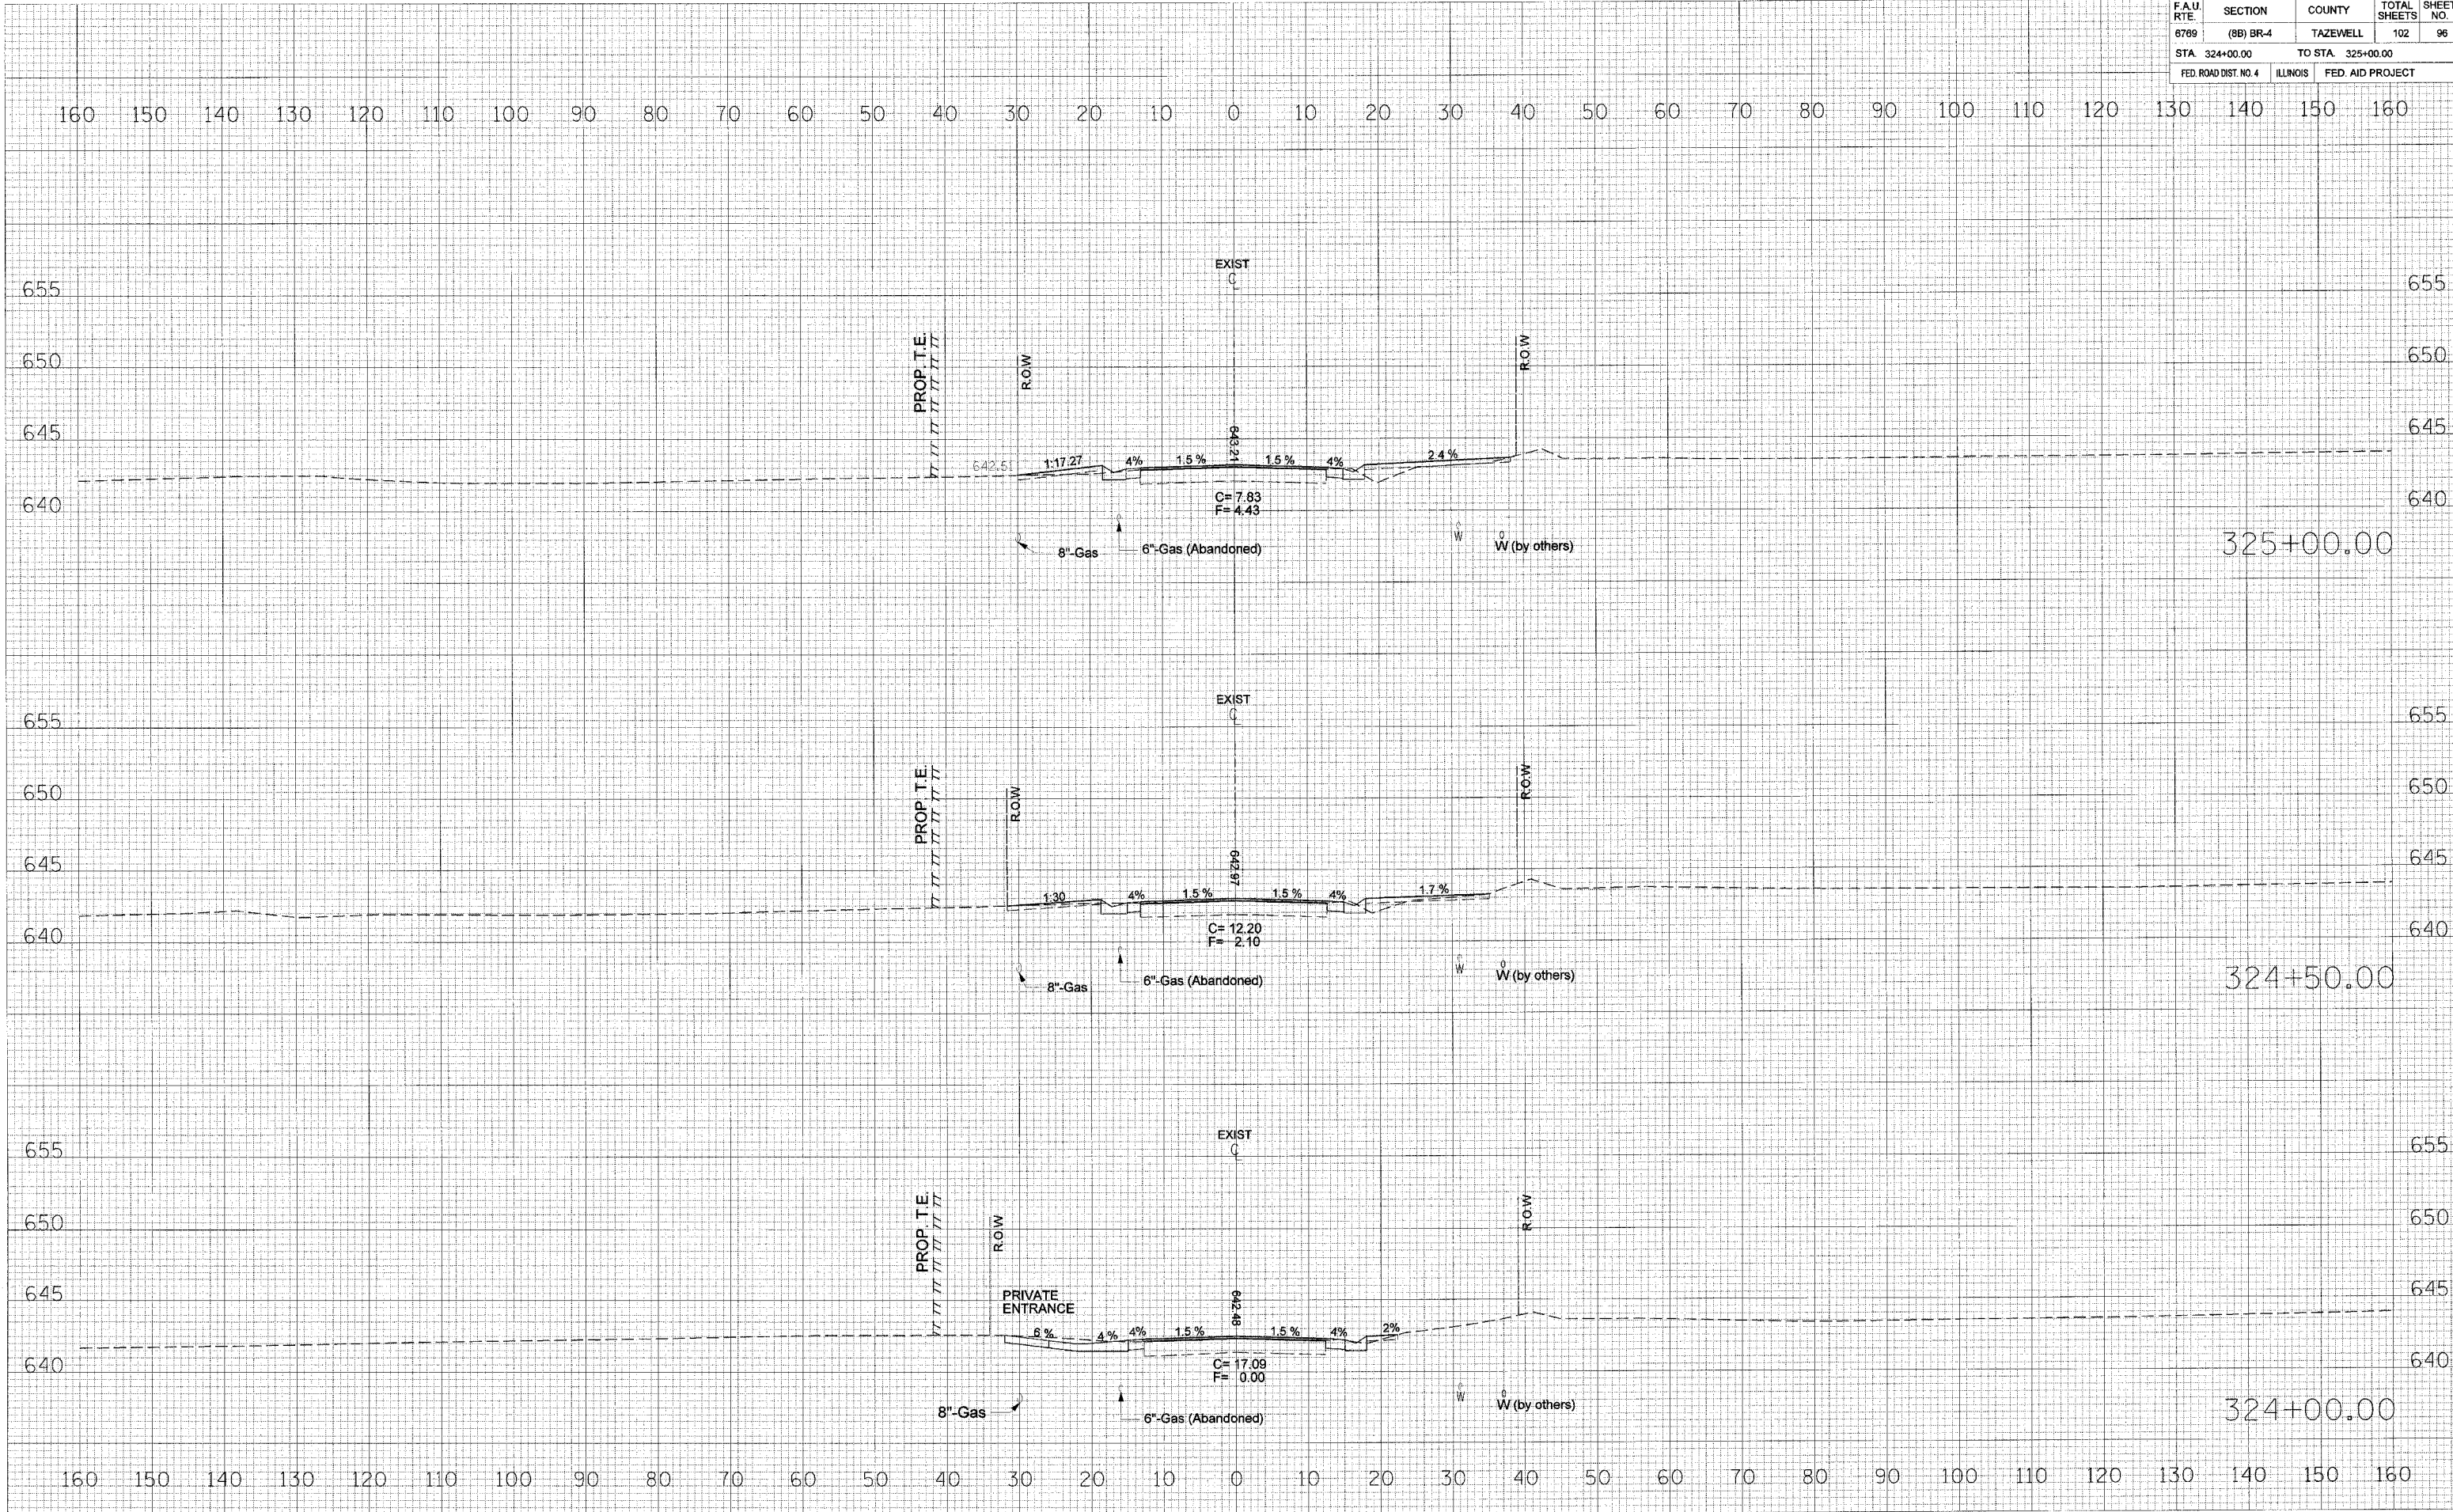 F.A.U. RTE. SECTION COUNTY TOTAL SHEETS SHEET NO.
6769 (8B) BR-4 TAZEWELL 102 96
STA. 324+00.00 TO STA. 325+00.00
FED. ROAD DIST. NO. 4 ILLINOIS FED. AID PROJECT
160 150 140 130 120 110 100 90 80 70 60 50 40 30 20 10 0 10 20 30 40 50 60 70 80 90 100 110 120 130 140 150 160
EXIST
C L
655 655
PROP. T.E.
R.O.W
R.O.W
650 650
645 645
643.21
642.51 1:17.27 4% 1.5 % 1.5 % 4% 2.4 %
C= 7.83
F= 4.43
640 640
8"-Gas 6"-Gas (Abandoned) W W (by others)
325+00.00
EXIST
C L
655 655
PROP. T.E.
R.O.W
R.O.W
650 650
645 645
642.97
1:30 4% 1.5 % 1.5 % 4% 1.7 %
C= 12.20
F= 2.10
640 640
8"-Gas 6"-Gas (Abandoned) W W (by others)
324+50.00
EXIST
C L
655 655
PROP. T.E.
R.O.W
R.O.W
650 650
PRIVATE
ENTRANCE
645 645
642.48
6 % 4 % 4% 1.5 % 1.5 % 4% 2%
C= 17.09
F= 0.00
640 640
8"-Gas 6"-Gas (Abandoned) W W (by others)
324+00.00
160 150 140 130 120 110 100 90 80 70 60 50 40 30 20 10 0 10 20 30 40 50 60 70 80 90 100 110 120 130 140 150 160